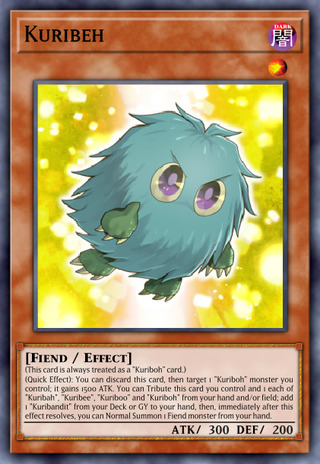 Kuribeh
DARK
闇
[Fiend / Effect]
(This card is always treated as a "Kuriboh" card.)
(Quick Effect): You can discard this card, then target 1 "Kuriboh" monster you
control; it gains 1500 ATK. You can Tribute this card you control and 1 each of
"Kuribah", "Kuribee", "Kuriboo" and "Kuriboh" from your hand and/or field; add
1 "Kuribandit" from your Deck or GY to your hand, then, immediately after this
effect resolves, you can Normal Summon 1 Fiend monster from your hand.
ATK/ 300 DEF/ 200